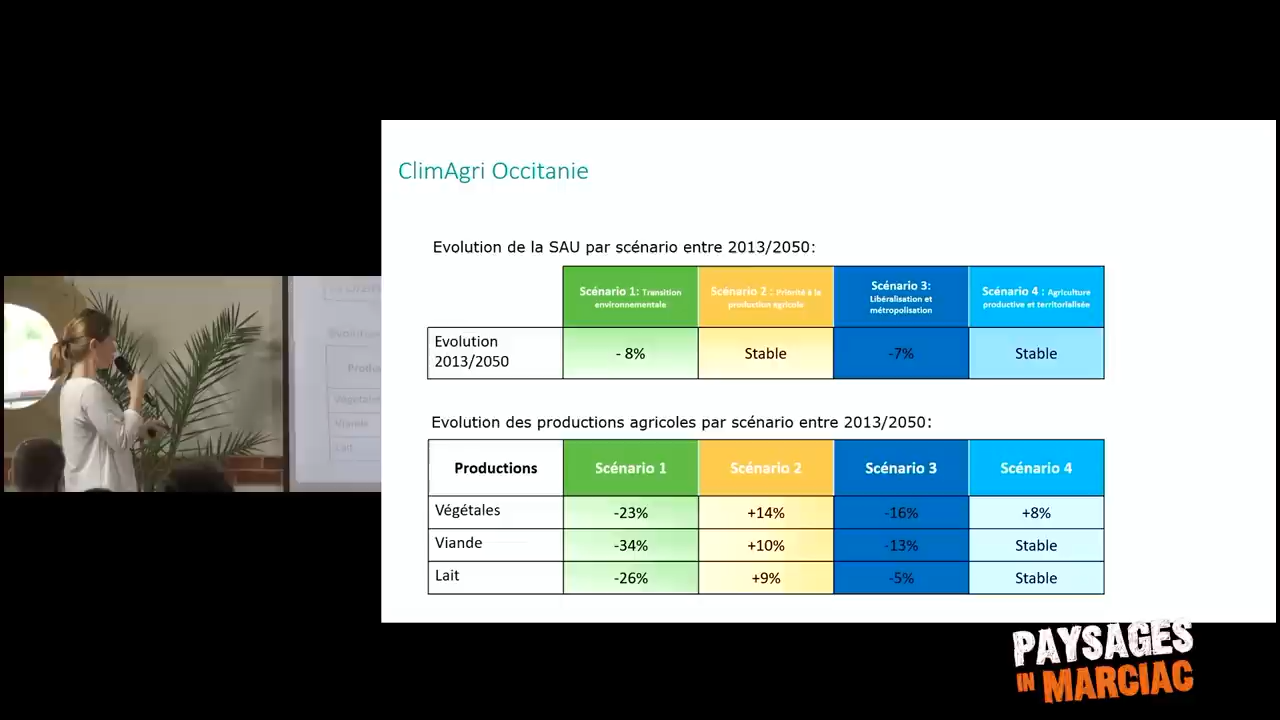 ClimAgri Occitanie
Evolution de la SAU par scénario entre 2013/2050:
Scénario 1: Transition environnementale
Scénario 2 : Priorité à la production agricole
Scénario 3: Libéralisation et métropolisation
Scénario 4 : Agriculture productive et territorialisée
Evolution 2013/2050
- 8%
Stable
-7%
Stable
Evolution des productions agricoles par scénario entre 2013/2050:
Productions Scénario 1 Scénario 2 Scénario 3 Scénario 4
Végétales -23% +14% -16% +8%
Viande -34% +10% -13% Stable
Lait -26% +9% -5% Stable
Végétales
Viande
Lait
PAYSAGES
IN MARCIAC